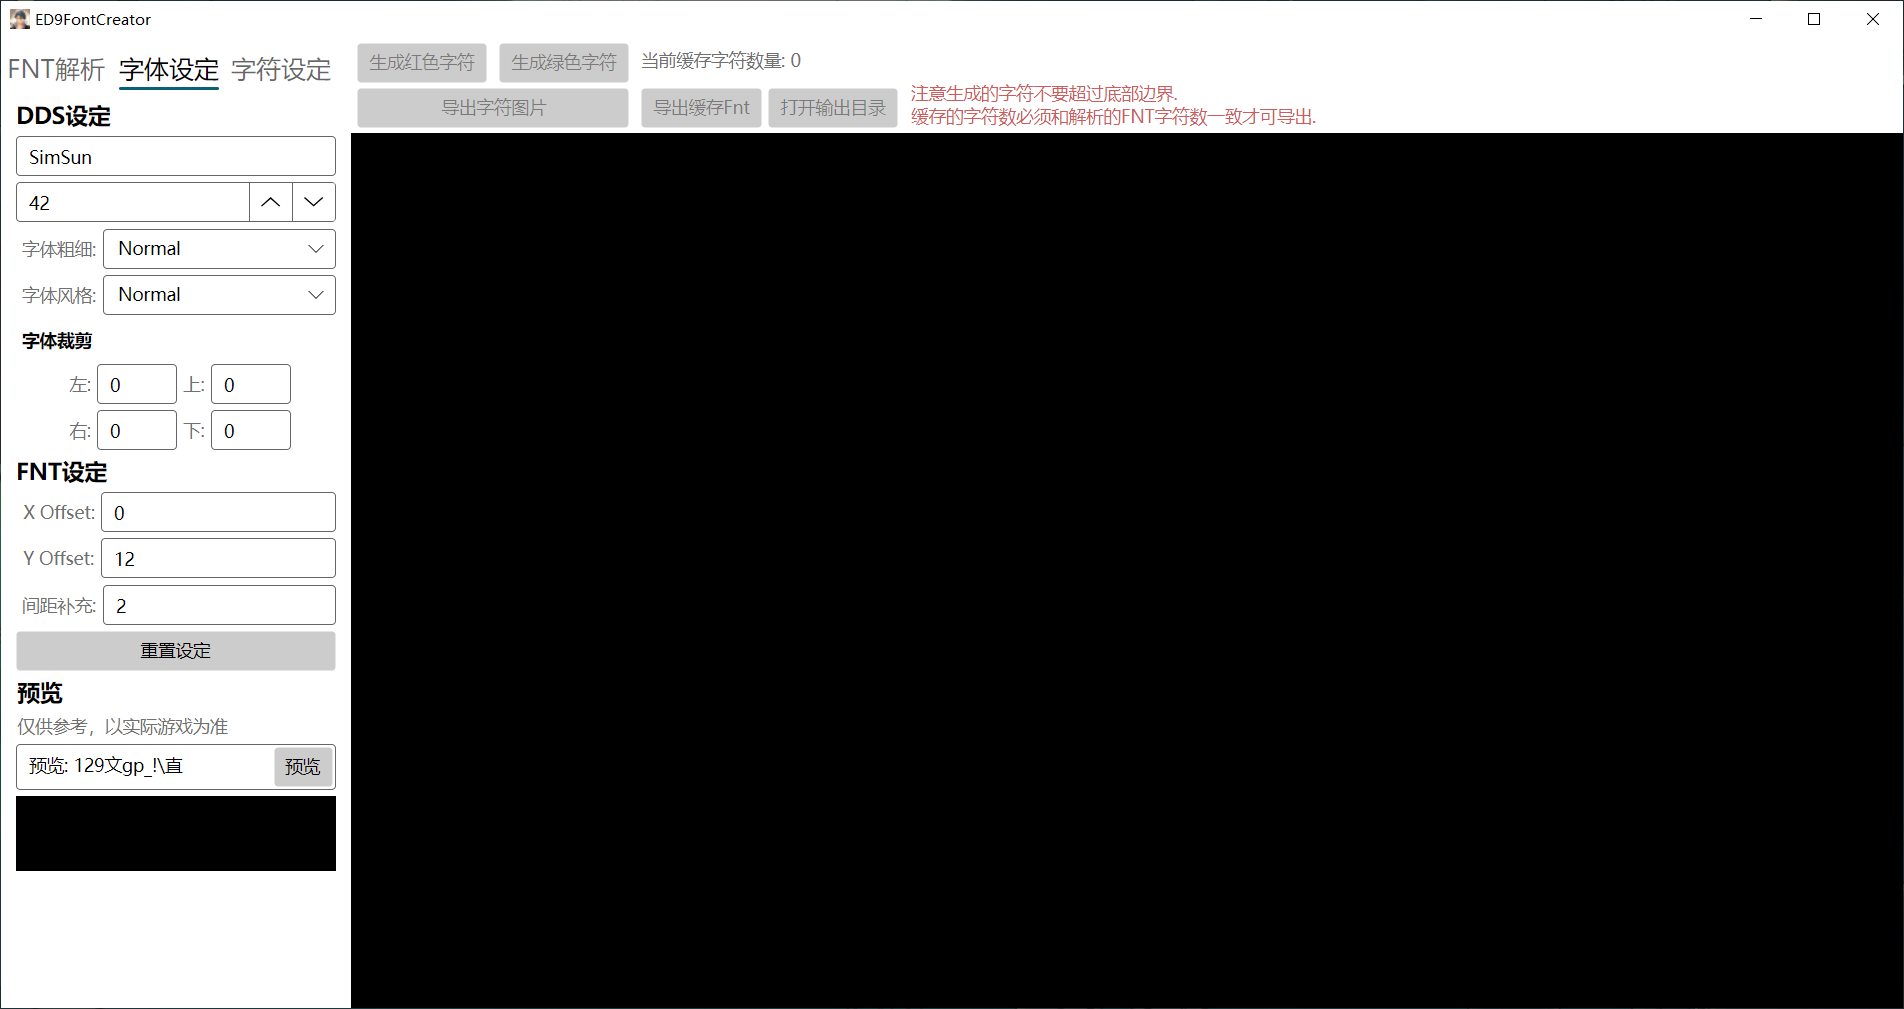 ED9FontCreator
FNT解析 字体设定 字符设定
DDS设定
SimSun
42
字体粗细: Normal
字体风格: Normal
字体裁剪
左: 0 上: 0
右: 0 下: 0
FNT设定
X Offset: 0
Y Offset: 12
间距补充: 2
重置设定
预览
仅供参考，以实际游戏为准
预览: 129文gp_!\直 预览
生成红色字符 生成绿色字符 当前缓存字符数量: 0
导出字符图片 导出缓存Fnt 打开输出目录
注意生成的字符不要超过底部边界.
缓存的字符数必须和解析的FNT字符数一致才可导出.